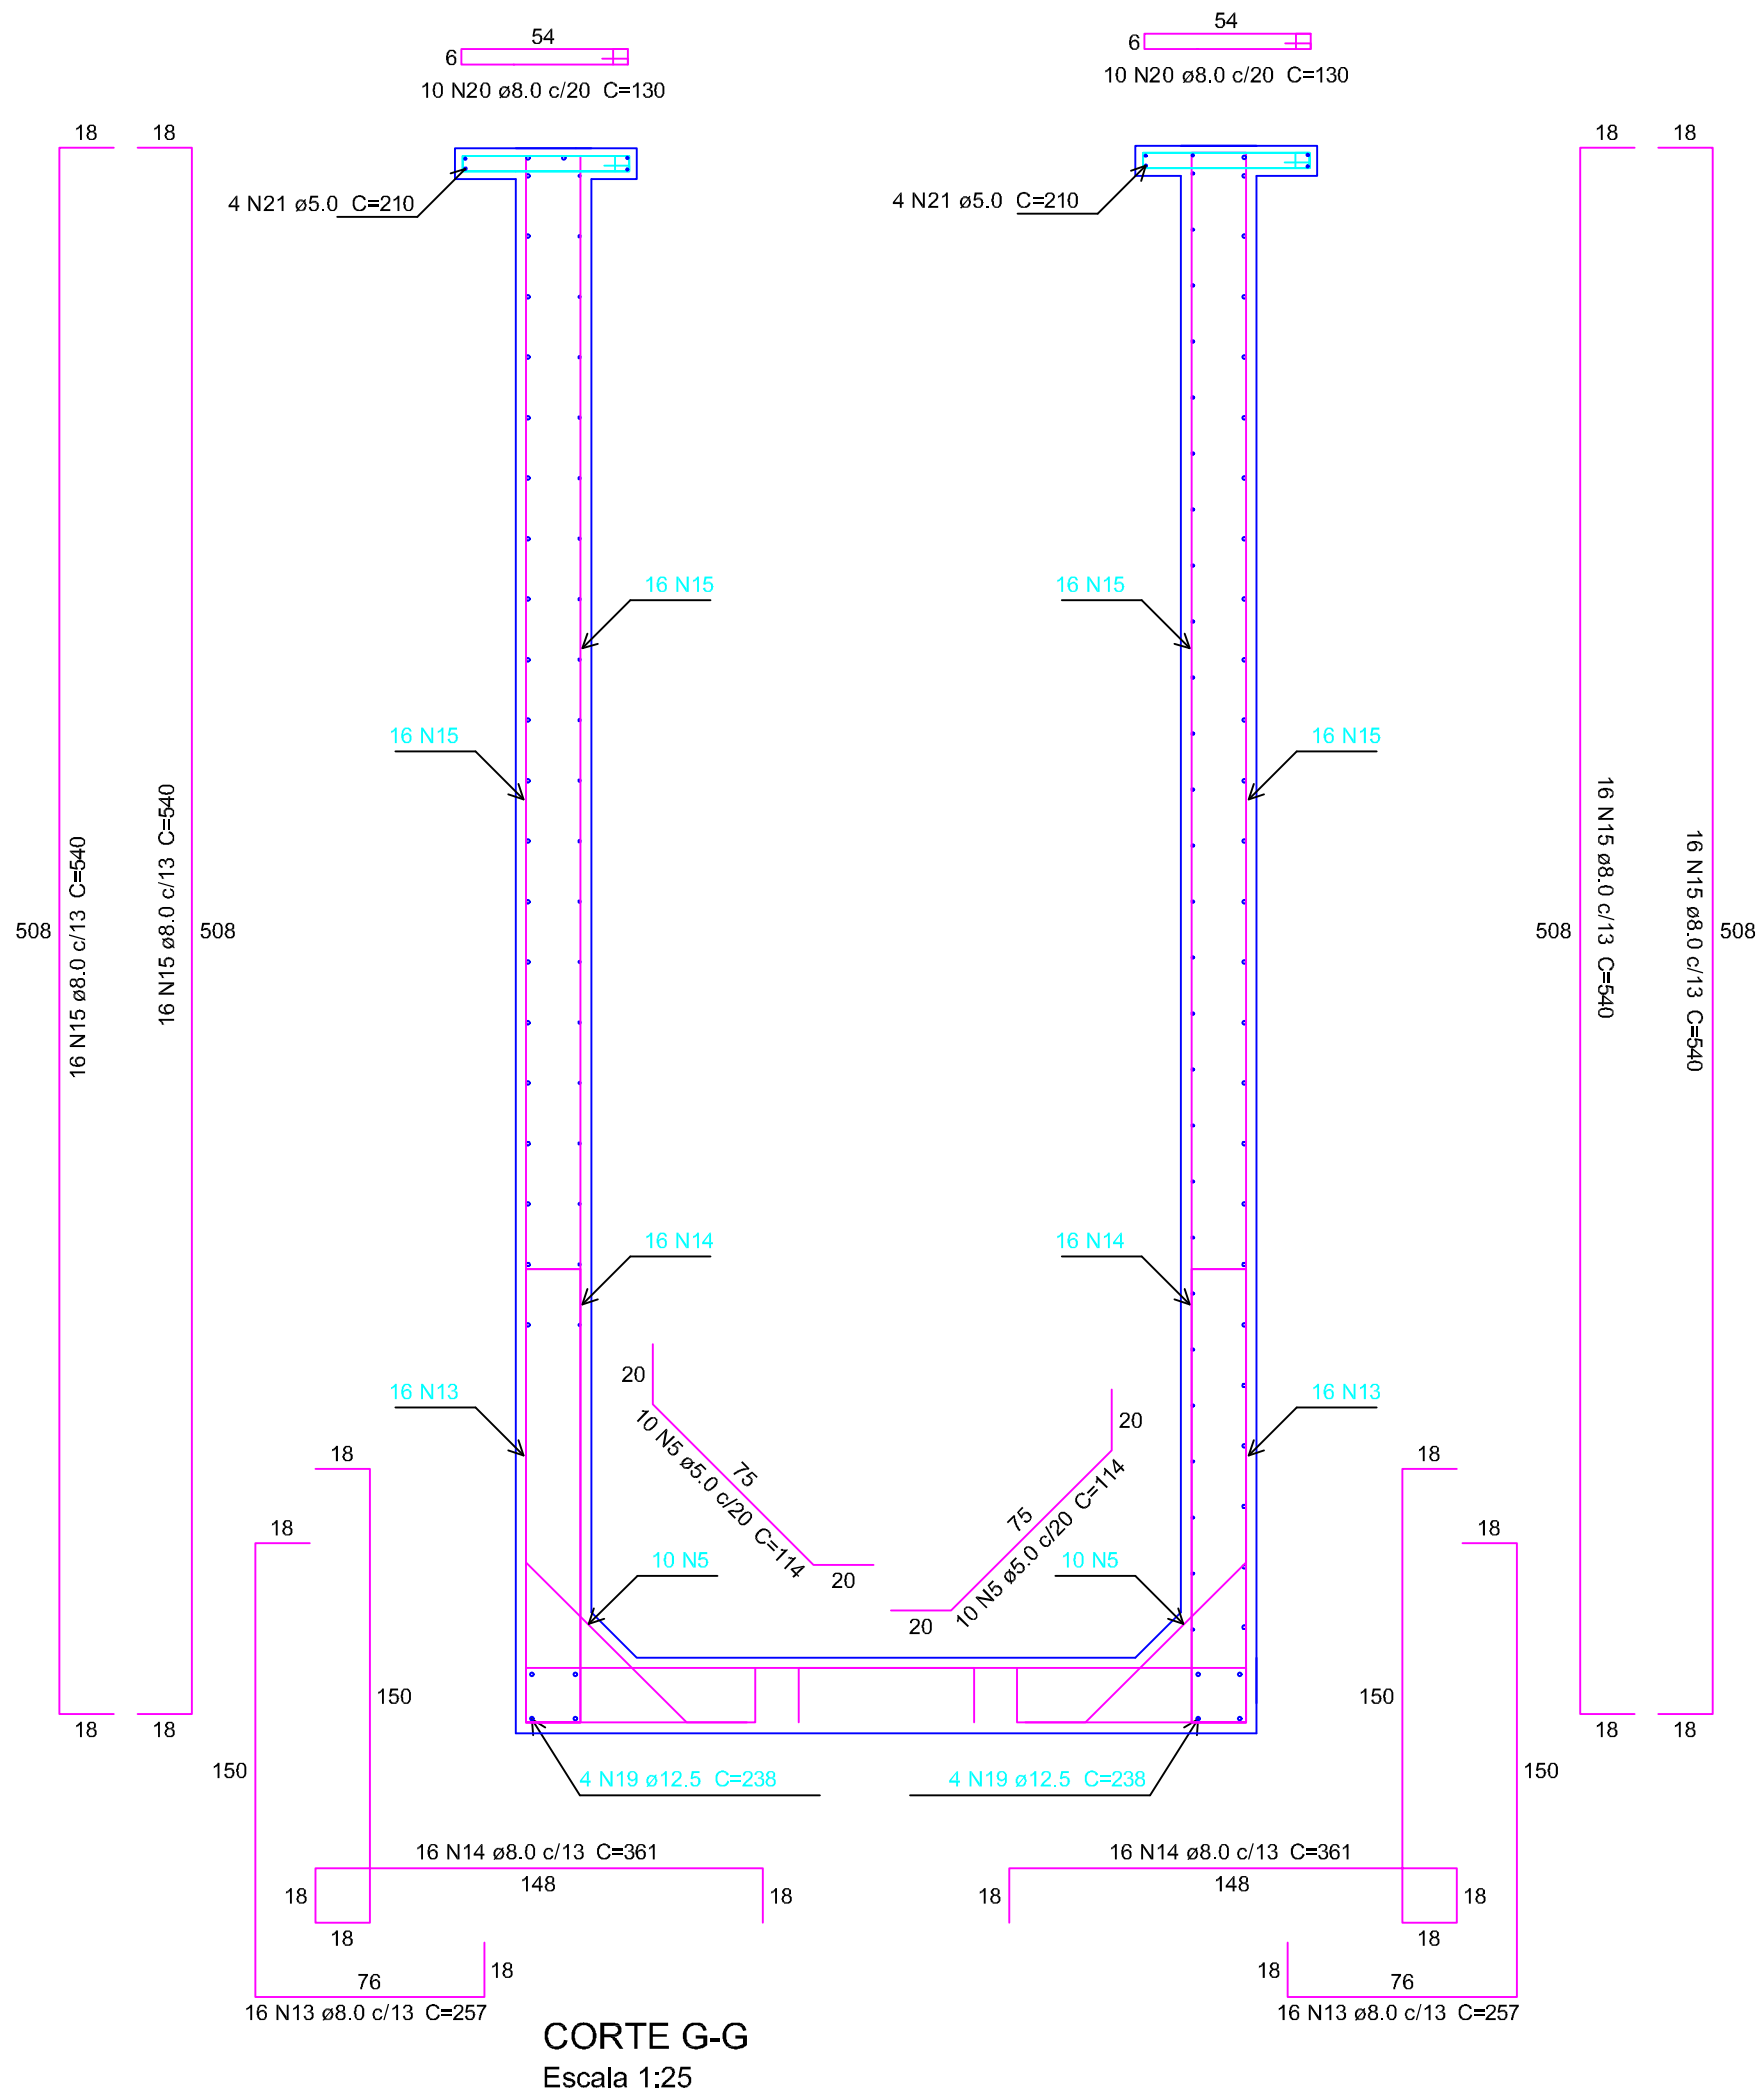 54
6
10 N20 ø8.0 c/20  C=130
54
6
10 N20 ø8.0 c/20  C=130
18
18
18
18
4 N21 ø5.0  C=210
4 N21 ø5.0  C=210
16 N15
16 N15
16 N15
16 N15
508
16 N15 ø8.0 c/13  C=540
16 N15 ø8.0 c/13  C=540
508
508
16 N15 ø8.0 c/13  C=540
16 N15 ø8.0 c/13  C=540
508
16 N14
16 N14
16 N13
16 N13
20
75
10 N5 ø5.0 c/20  C=114
20
20
75
10 N5 ø5.0 c/20  C=114
20
10 N5
10 N5
18
18
18
18
150
150
18
18
18
18
150
150
4 N19 ø12.5  C=238
4 N19 ø12.5  C=238
16 N14 ø8.0 c/13  C=361
148
18
18
18
16 N14 ø8.0 c/13  C=361
148
18
18
18
76
18
16 N13 ø8.0 c/13  C=257
18
76
16 N13 ø8.0 c/13  C=257
CORTE G-G
Escala 1:25